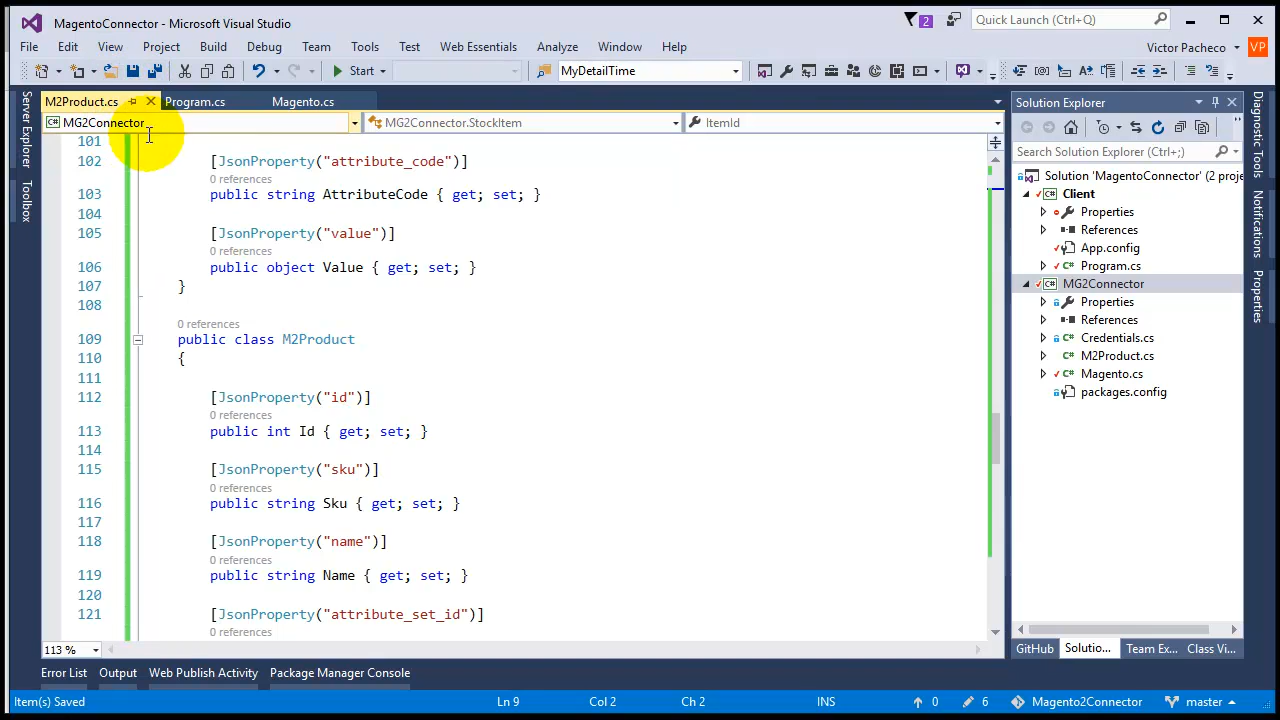 MagentoConnector - Microsoft Visual Studio
2
Quick Launch (Ctrl+Q)
File Edit View Project Build Debug Team Tools Test Web Essentials Analyze Window Help
Victor Pacheco VP
Start
MyDetailTime
Server Explorer
Toolbox
M2Product.cs Program.cs Magento.cs
MG2Connector
MG2Connector.StockItem
ItemId
101
102 [JsonProperty("attribute_code")]
0 references
103 public string AttributeCode { get; set; }
104
105 [JsonProperty("value")]
0 references
106 public object Value { get; set; }
107 }
108
0 references
109 public class M2Product
110 {
111
112 [JsonProperty("id")]
0 references
113 public int Id { get; set; }
114
115 [JsonProperty("sku")]
0 references
116 public string Sku { get; set; }
117
118 [JsonProperty("name")]
0 references
119 public string Name { get; set; }
120
121 [JsonProperty("attribute_set_id")]
0 references
113 %
Solution Explorer
Search Solution Explorer (Ctrl+;)
Solution 'MagentoConnector' (2 proje
Client
Properties
References
App.config
Program.cs
MG2Connector
Properties
References
Credentials.cs
M2Product.cs
Magento.cs
packages.config
GitHub Solutio... Team Ex... Class Vi...
Diagnostic Tools
Notifications
Properties
Error List Output Web Publish Activity Package Manager Console
Item(s) Saved Ln 9 Col 2 Ch 2 INS 0 6 Magento2Connector master